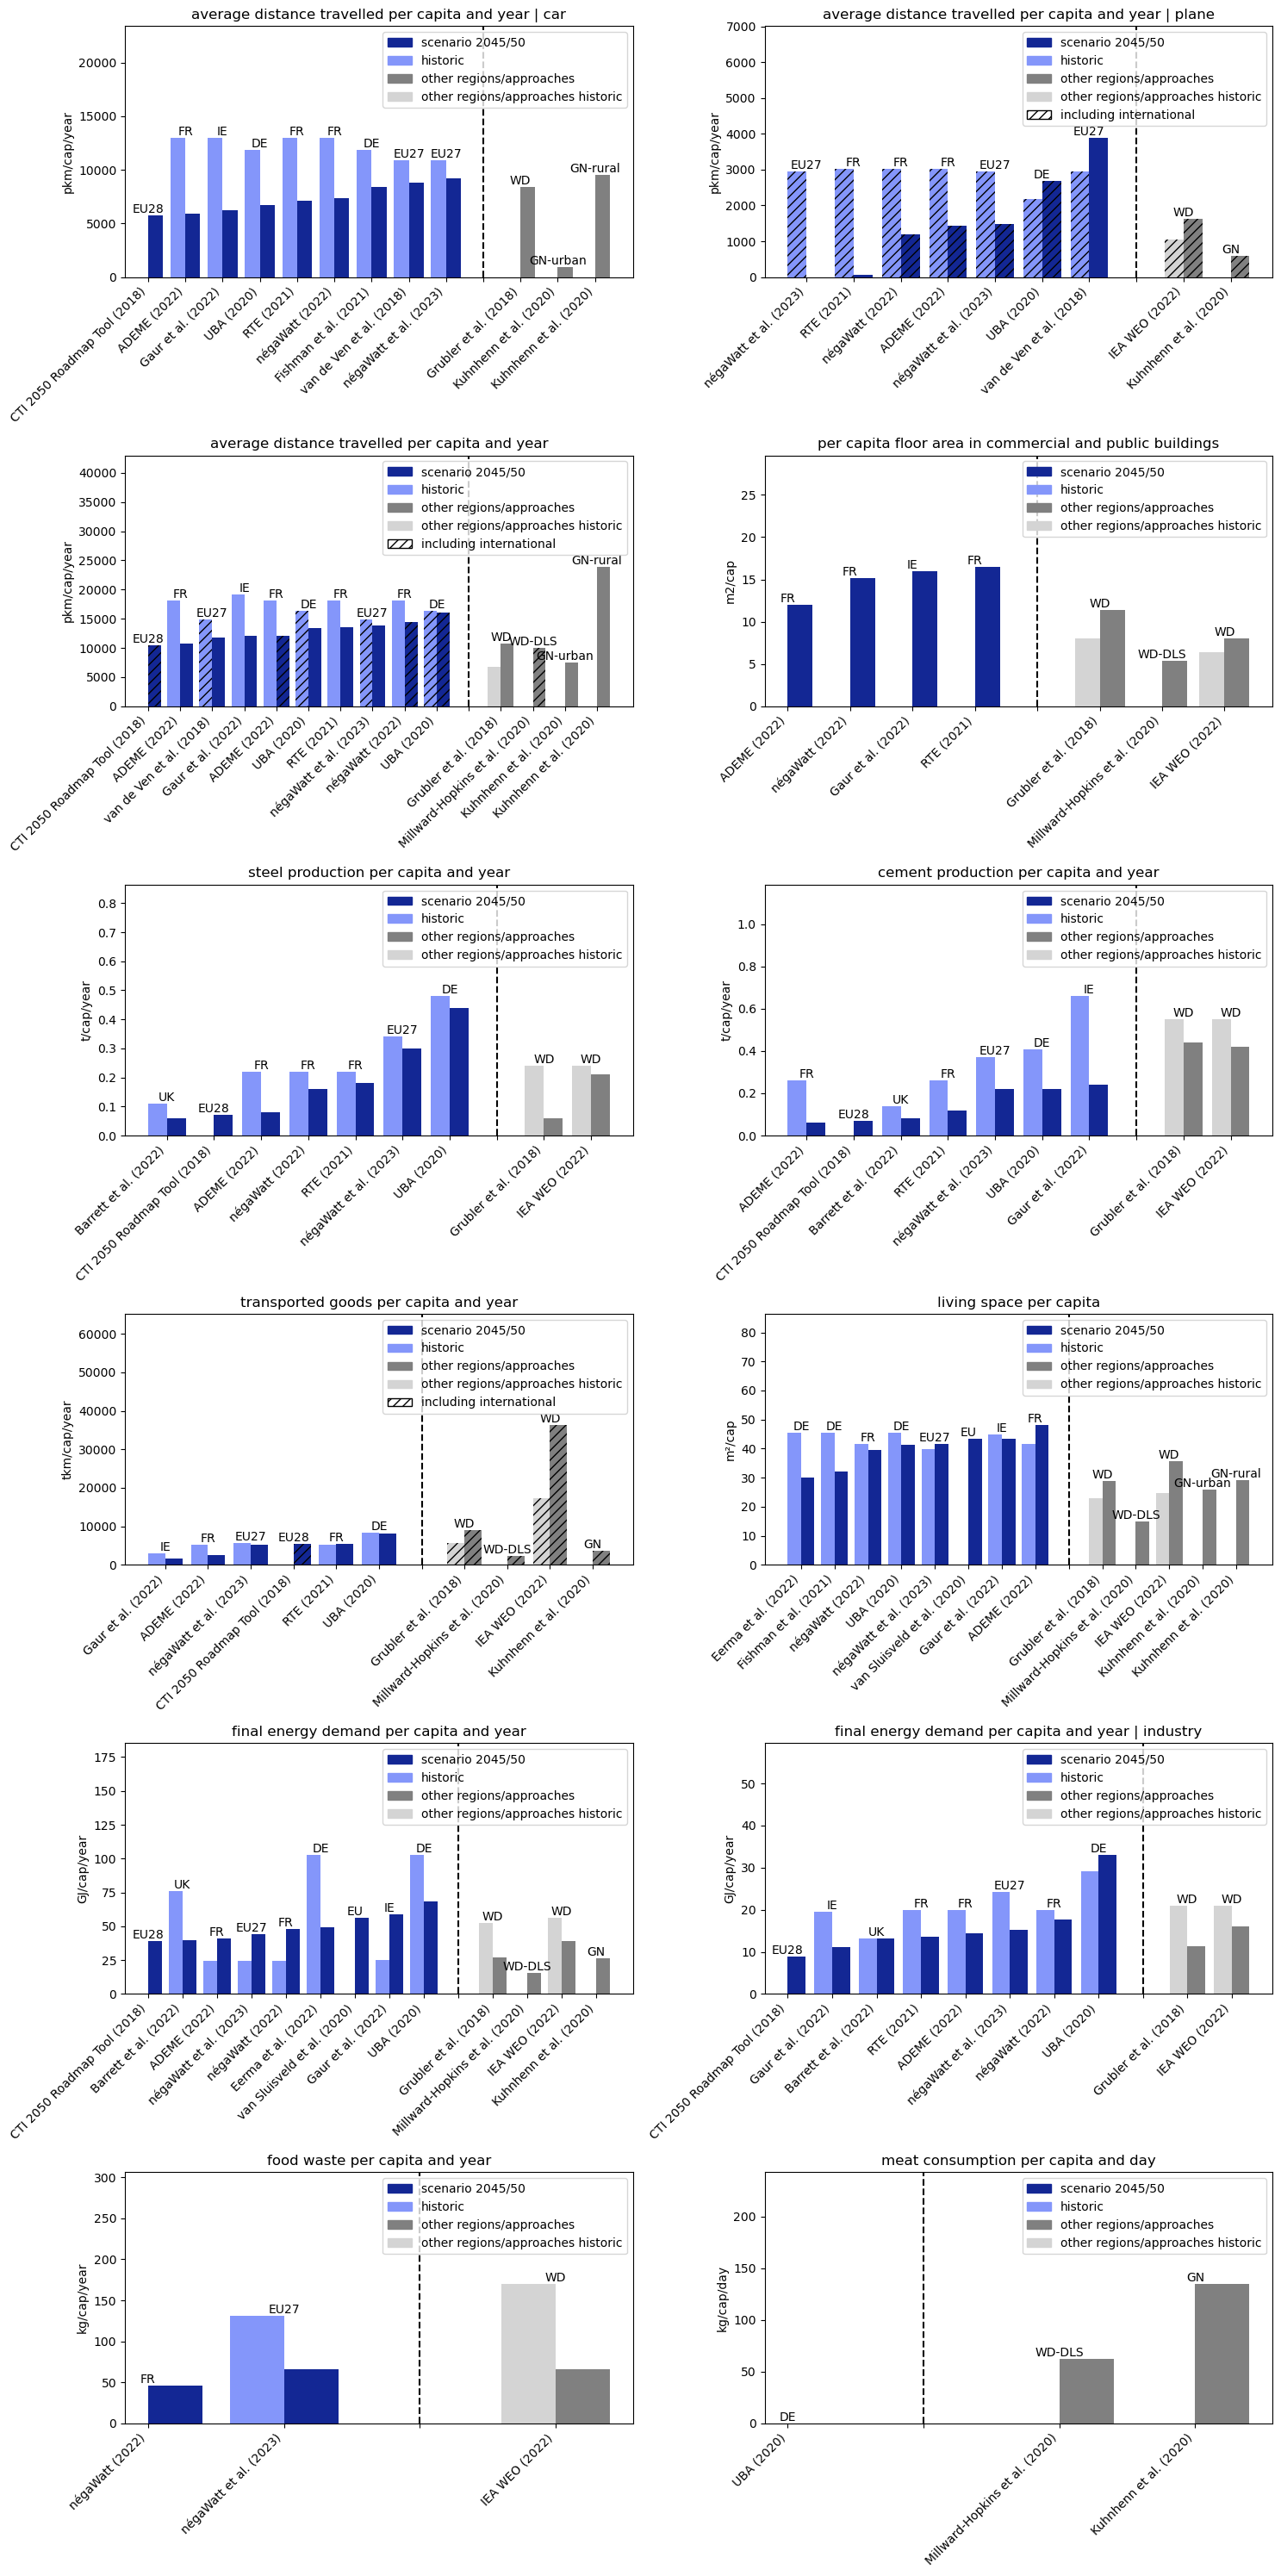 average distance travelled per capita and year | car
pkm/cap/year
20000
15000
10000
5000
0
scenario 2045/50
historic
other regions/approaches
other regions/approaches historic
EU28
FR
IE
DE
FR
FR
DE
EU27
EU27
WD
GN-urban
GN-rural
CTI 2050 Roadmap Tool (2018)
ADEME (2022)
Gaur et al. (2022)
UBA (2020)
RTE (2021)
négaWatt (2022)
Fishman et al. (2021)
van de Ven et al. (2018)
négaWatt et al. (2023)
Grubler et al. (2018)
Kuhnhenn et al. (2020)
Kuhnhenn et al. (2020)
average distance travelled per capita and year | plane
pkm/cap/year
7000
6000
5000
4000
3000
2000
1000
0
scenario 2045/50
historic
other regions/approaches
other regions/approaches historic
including international
EU27
FR
FR
FR
EU27
DE
EU27
WD
GN
négaWatt et al. (2023)
RTE (2021)
négaWatt (2022)
ADEME (2022)
négaWatt et al. (2023)
UBA (2020)
van de Ven et al. (2018)
IEA WEO (2022)
Kuhnhenn et al. (2020)
average distance travelled per capita and year
pkm/cap/year
40000
35000
30000
25000
20000
15000
10000
5000
0
scenario 2045/50
historic
other regions/approaches
other regions/approaches historic
including international
EU28
FR
EU27
IE
FR
DE
FR
EU27
FR
DE
WD
WD-DLS
GN-urban
GN-rural
CTI 2050 Roadmap Tool (2018)
ADEME (2022)
van de Ven et al. (2018)
Gaur et al. (2022)
ADEME (2022)
UBA (2020)
RTE (2021)
négaWatt et al. (2023)
négaWatt (2022)
UBA (2020)
Grubler et al. (2018)
Millward-Hopkins et al. (2020)
Kuhnhenn et al. (2020)
Kuhnhenn et al. (2020)
per capita floor area in commercial and public buildings
m2/cap
25
20
15
10
5
0
scenario 2045/50
historic
other regions/approaches
other regions/approaches historic
FR
FR
IE
FR
WD
WD-DLS
WD
ADEME (2022)
négaWatt (2022)
Gaur et al. (2022)
RTE (2021)
Grubler et al. (2018)
Millward-Hopkins et al. (2020)
IEA WEO (2022)
steel production per capita and year
t/cap/year
0.8
0.7
0.6
0.5
0.4
0.3
0.2
0.1
0.0
scenario 2045/50
historic
other regions/approaches
other regions/approaches historic
UK
EU28
FR
FR
FR
EU27
DE
WD
WD
Barrett et al. (2022)
CTI 2050 Roadmap Tool (2018)
ADEME (2022)
négaWatt (2022)
RTE (2021)
négaWatt et al. (2023)
UBA (2020)
Grubler et al. (2018)
IEA WEO (2022)
cement production per capita and year
t/cap/year
1.0
0.8
0.6
0.4
0.2
0.0
scenario 2045/50
historic
other regions/approaches
other regions/approaches historic
FR
EU28
UK
FR
EU27
DE
IE
WD
WD
ADEME (2022)
CTI 2050 Roadmap Tool (2018)
Barrett et al. (2022)
RTE (2021)
négaWatt et al. (2023)
UBA (2020)
Gaur et al. (2022)
Grubler et al. (2018)
IEA WEO (2022)
transported goods per capita and year
tkm/cap/year
60000
50000
40000
30000
20000
10000
0
scenario 2045/50
historic
other regions/approaches
other regions/approaches historic
including international
IE
FR
EU27
EU28
FR
DE
WD
WD-DLS
WD
GN
Gaur et al. (2022)
ADEME (2022)
négaWatt et al. (2023)
CTI 2050 Roadmap Tool (2018)
RTE (2021)
UBA (2020)
Grubler et al. (2018)
Millward-Hopkins et al. (2020)
IEA WEO (2022)
Kuhnhenn et al. (2020)
living space per capita
m²/cap
80
70
60
50
40
30
20
10
0
scenario 2045/50
historic
other regions/approaches
other regions/approaches historic
DE
DE
FR
DE
EU27
EU
IE
FR
WD
WD-DLS
WD
GN-urban
GN-rural
Eerma et al. (2022)
Fishman et al. (2021)
négaWatt (2022)
UBA (2020)
négaWatt et al. (2023)
van Sluisveld et al. (2020)
Gaur et al. (2022)
ADEME (2022)
Grubler et al. (2018)
Millward-Hopkins et al. (2020)
IEA WEO (2022)
Kuhnhenn et al. (2020)
Kuhnhenn et al. (2020)
final energy demand per capita and year
GJ/cap/year
175
150
125
100
75
50
25
0
scenario 2045/50
historic
other regions/approaches
other regions/approaches historic
EU28
UK
FR
EU27
FR
DE
EU
IE
DE
WD
WD-DLS
WD
GN
CTI 2050 Roadmap Tool (2018)
Barrett et al. (2022)
ADEME (2022)
négaWatt et al. (2023)
négaWatt (2022)
Eerma et al. (2022)
van Sluisveld et al. (2020)
Gaur et al. (2022)
UBA (2020)
Grubler et al. (2018)
Millward-Hopkins et al. (2020)
IEA WEO (2022)
Kuhnhenn et al. (2020)
final energy demand per capita and year | industry
GJ/cap/year
50
40
30
20
10
0
scenario 2045/50
historic
other regions/approaches
other regions/approaches historic
EU28
IE
UK
FR
FR
EU27
FR
DE
WD
WD
CTI 2050 Roadmap Tool (2018)
Gaur et al. (2022)
Barrett et al. (2022)
RTE (2021)
ADEME (2022)
négaWatt et al. (2023)
négaWatt (2022)
UBA (2020)
Grubler et al. (2018)
IEA WEO (2022)
food waste per capita and year
kg/cap/year
300
250
200
150
100
50
0
scenario 2045/50
historic
other regions/approaches
other regions/approaches historic
FR
EU27
WD
négaWatt (2022)
négaWatt et al. (2023)
IEA WEO (2022)
meat consumption per capita and day
kg/cap/day
200
150
100
50
0
scenario 2045/50
historic
other regions/approaches
other regions/approaches historic
DE
WD-DLS
GN
UBA (2020)
Millward-Hopkins et al. (2020)
Kuhnhenn et al. (2020)